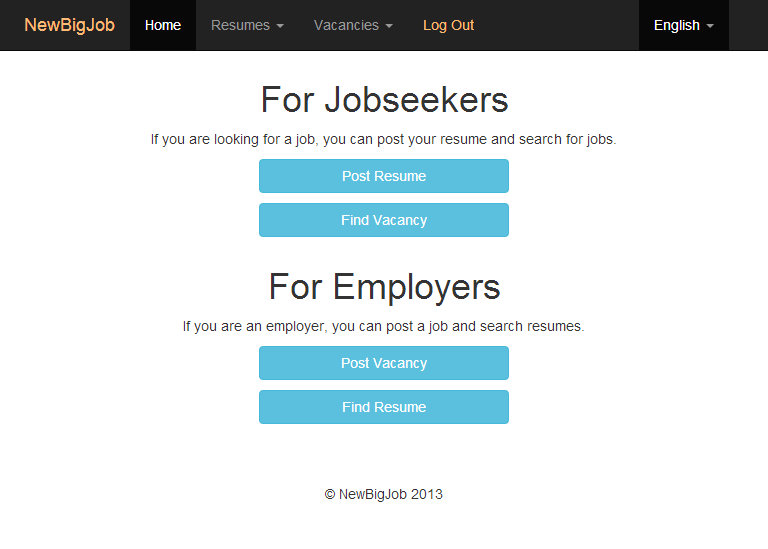 NewBigJob Home Resumes Vacancies Log Out English
For Jobseekers
If you are looking for a job, you can post your resume and search for jobs.
Post Resume
Find Vacancy
For Employers
If you are an employer, you can post a job and search resumes.
Post Vacancy
Find Resume
© NewBigJob 2013